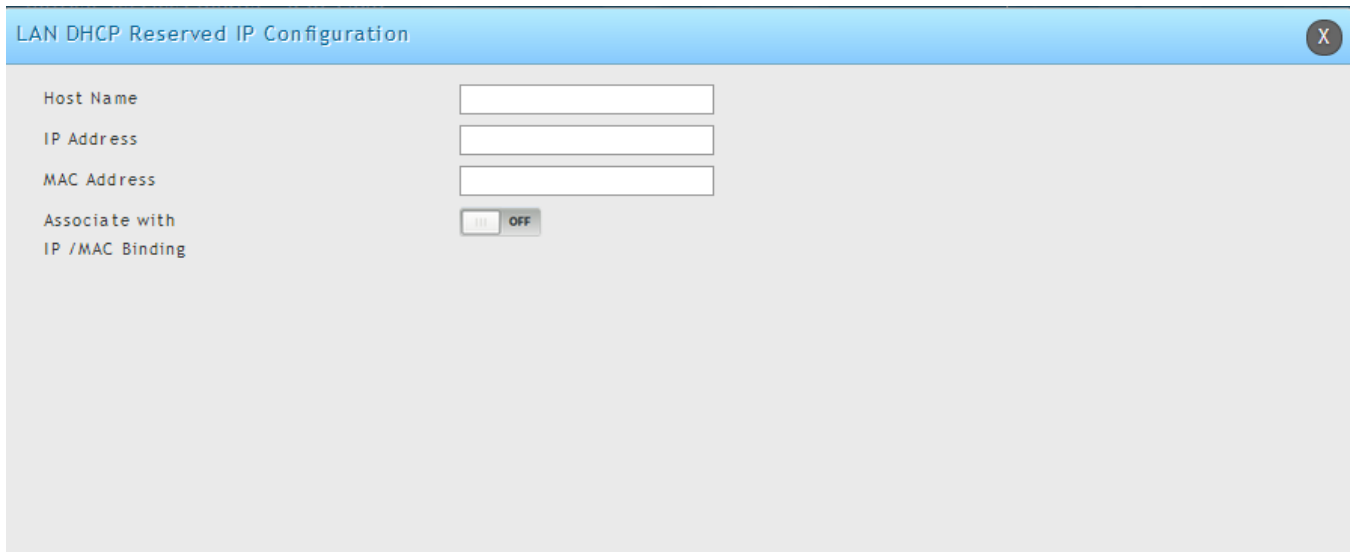 LAN DHCP Reserved IP Configuration
X
Host Name
IP Address
MAC Address
Associate with
IP /MAC Binding
OFF